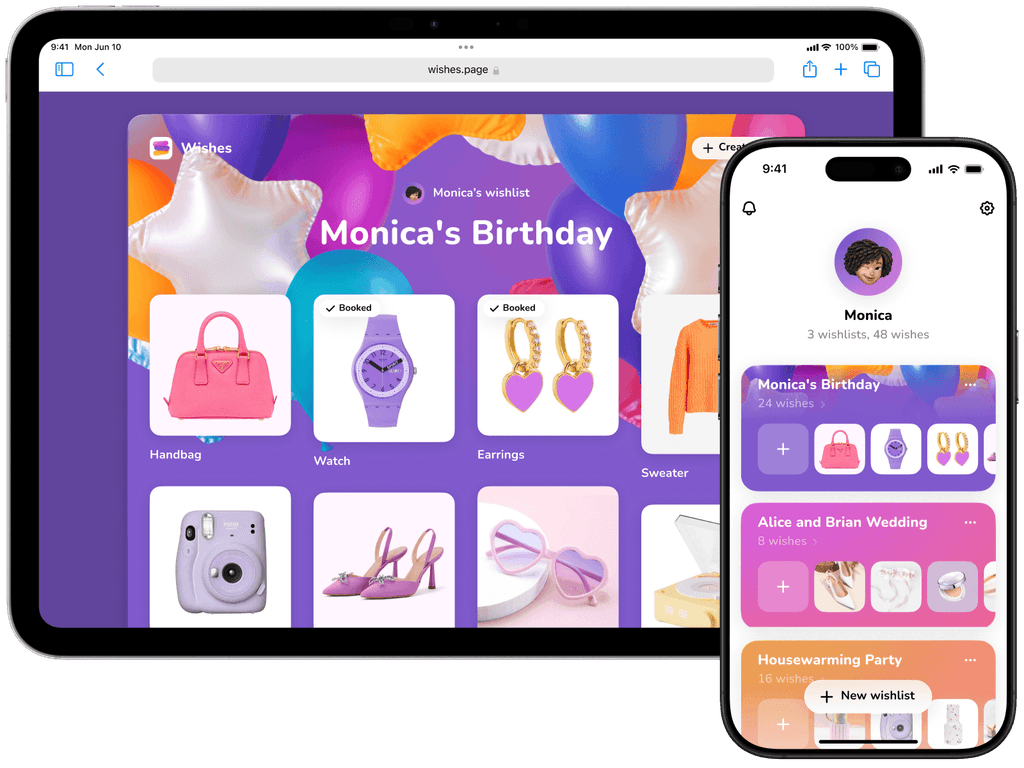 9:41 Mon Jun 10
100%
wishes.page
Wishes
+ Creat
Monica's wishlist
Monica's Birthday
Booked
Booked
Handbag
Watch
Earrings
Sweater
9:41
Monica
3 wishlists, 48 wishes
Monica's Birthday
24 wishes
Alice and Brian Wedding
8 wishes
Housewarming Party
16 wishes
+ New wishlist